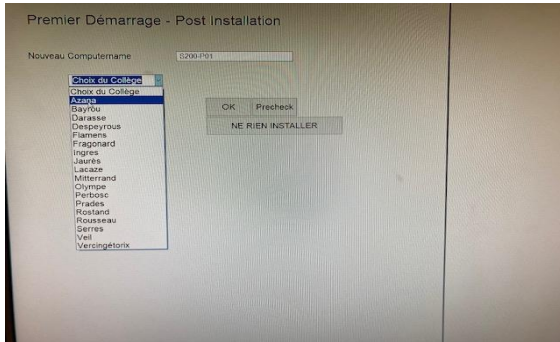 Premier Démarrage - Post Installation
Nouveau Computername S200-P01
Choix du Collège
Choix du Collège
Azaña
Bayrou
Darasse
Despeyrous
Flamens
Fragonard
Ingres
Jaurès
Lacaze
Mitterrand
Olympe
Perbosc
Prades
Rostand
Rousseau
Serres
Veil
Vercingétorix
OK Precheck
NE RIEN INSTALLER